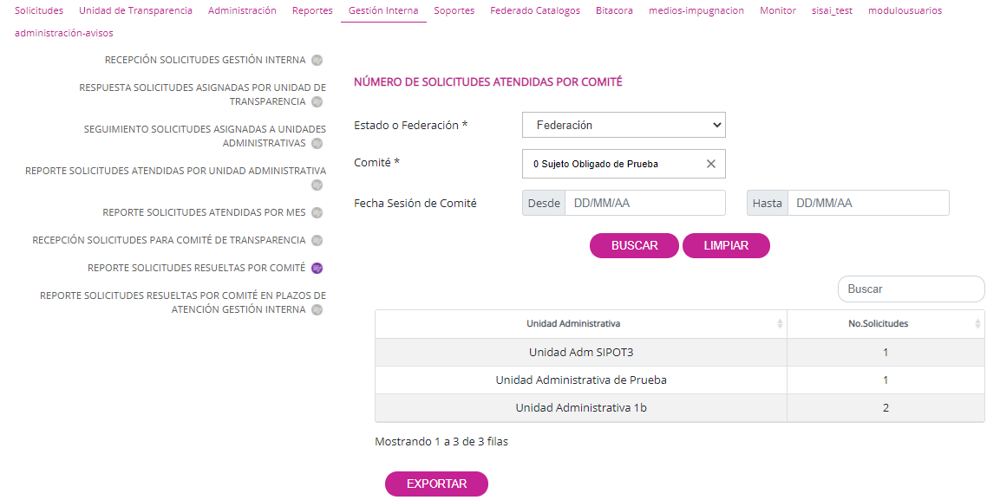 Solicitudes Unidad de Transparencia Administración Reportes Gestión Interna Soportes Federado Catalogos Bitacora medios-impugnacion Monitor sisai_test modulousuarios
administración-avisos
RECEPCIÓN SOLICITUDES GESTIÓN INTERNA
RESPUESTA SOLICITUDES ASIGNADAS POR UNIDAD DE
TRANSPARENCIA
SEGUIMIENTO SOLICITUDES ASIGNADAS A UNIDADES
ADMINISTRATIVAS
REPORTE SOLICITUDES ATENDIDAS POR UNIDAD ADMINISTRATIVA
REPORTE SOLICITUDES ATENDIDAS POR MES
RECEPCIÓN SOLICITUDES PARA COMITÉ DE TRANSPARENCIA
REPORTE SOLICITUDES RESUELTAS POR COMITÉ
REPORTE SOLICITUDES RESUELTAS POR COMITÉ EN PLAZOS DE
ATENCIÓN GESTIÓN INTERNA
NÚMERO DE SOLICITUDES ATENDIDAS POR COMITÉ
Estado o Federación * Federación
Comité * 0 Sujeto Obligado de Prueba ×
Fecha Sesión de Comité Desde DD/MM/AA Hasta DD/MM/AA
BUSCAR LIMPIAR
Buscar
Unidad Administrativa No.Solicitudes
Unidad Adm SIPOT3 1
Unidad Administrativa de Prueba 1
Unidad Administrativa 1b 2
Mostrando 1 a 3 de 3 filas
EXPORTAR